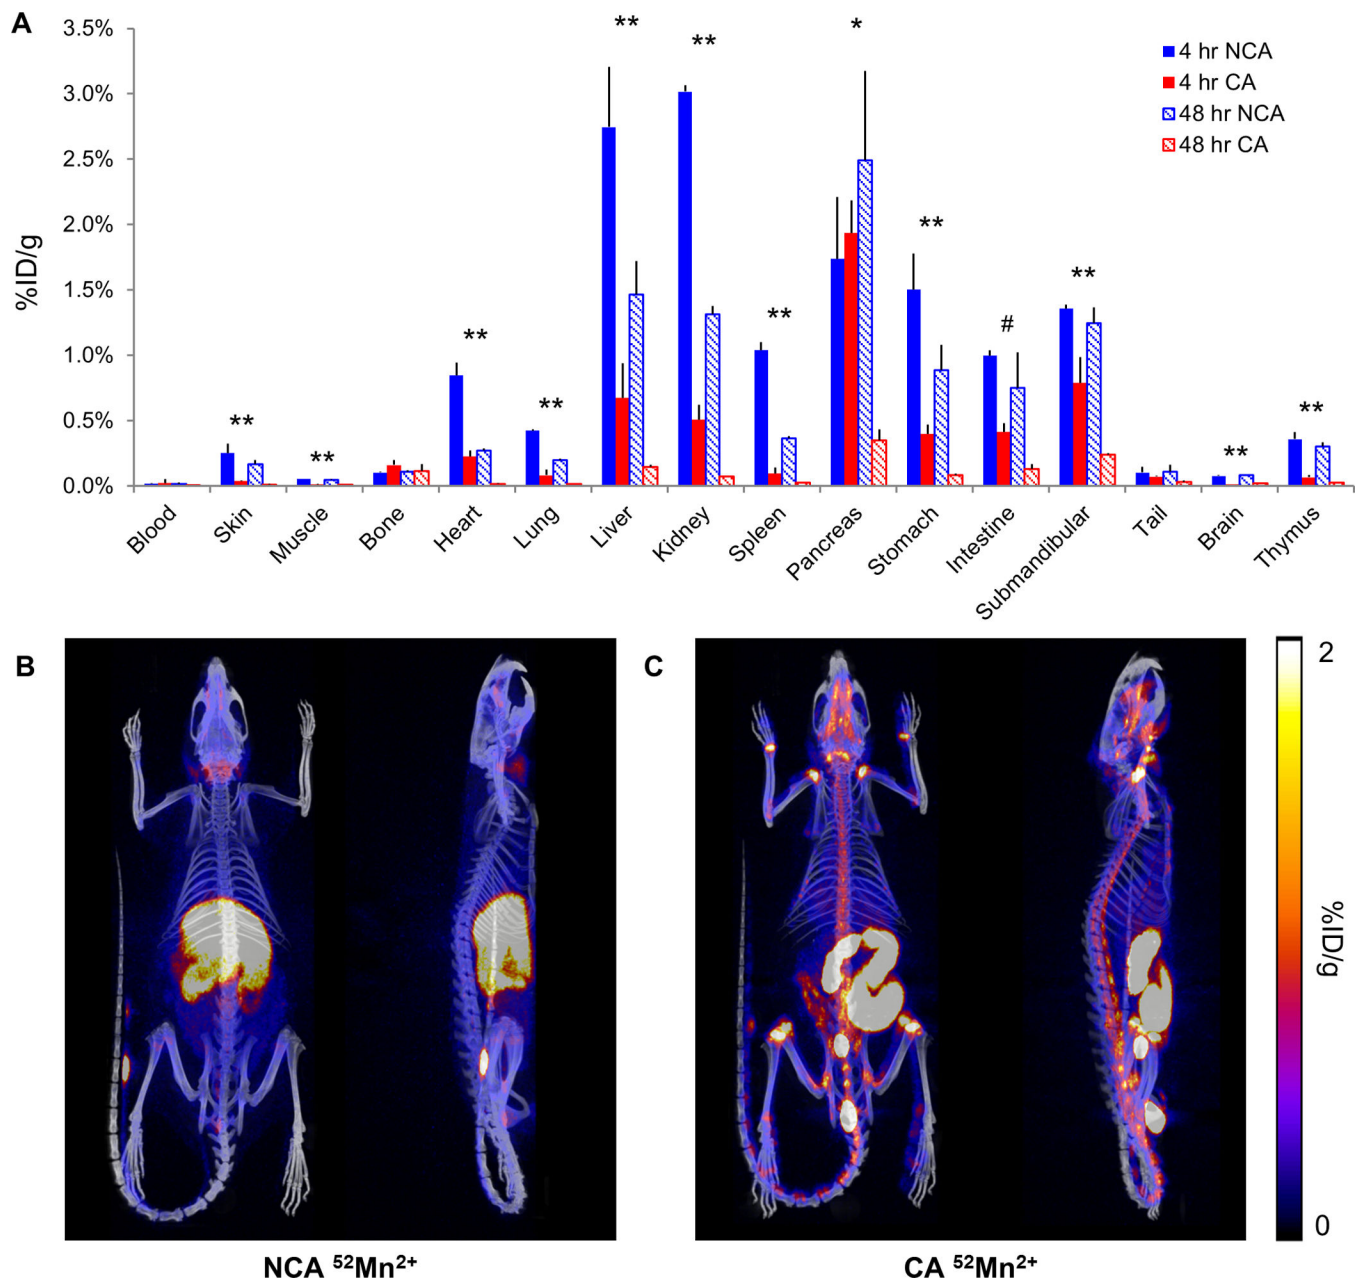 A
3.5%
3.0%
2.5%
2.0%
1.5%
1.0%
0.5%
0.0%
%ID/g
4 hr NCA
4 hr CA
48 hr NCA
48 hr CA
**
**
**
**
**
**
**
*
**
#
**
**
**
Blood
Skin
Muscle
Bone
Heart
Lung
Liver
Kidney
Spleen
Pancreas
Stomach
Intestine
Submandibular
Tail
Brain
Thymus
B
C
2
%ID/g
0
NCA ⁵²Mn²⁺
CA ⁵²Mn²⁺